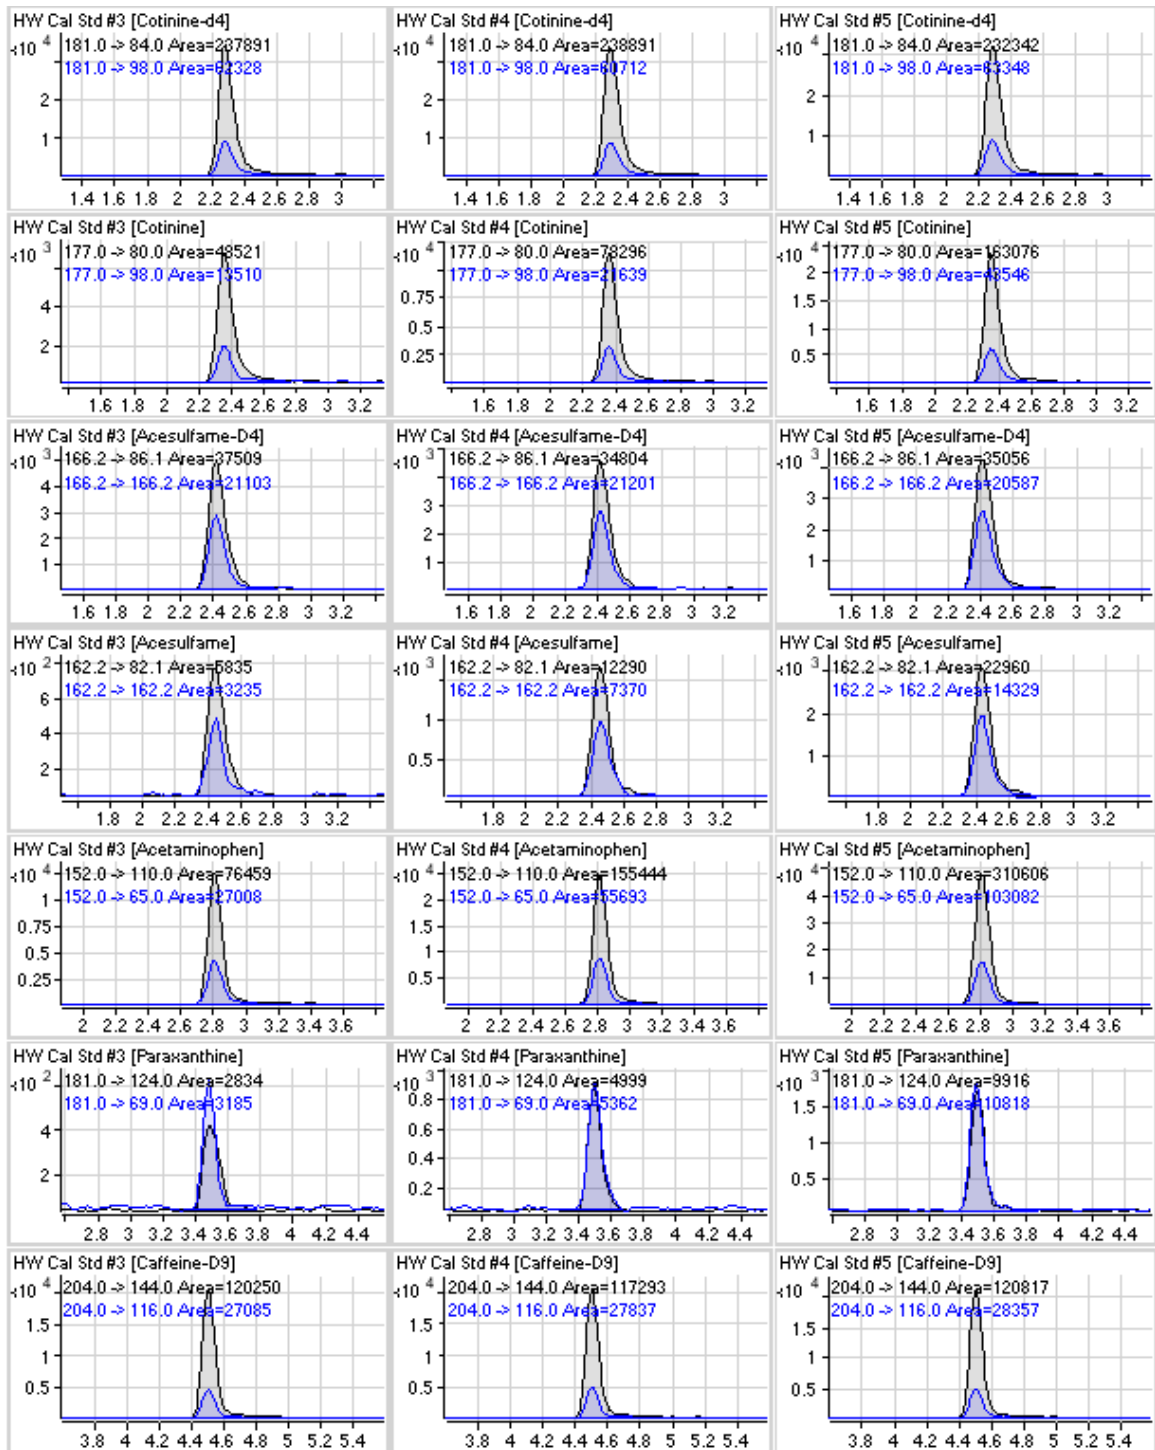 HW Cal Std #3 [Cotinine-d4]
x10 4
181.0 -> 84.0 Area=237891
181.0 -> 98.0 Area=62328
2
1
1.4 1.6 1.8 2 2.2 2.4 2.6 2.8 3
HW Cal Std #4 [Cotinine-d4]
x10 4
181.0 -> 84.0 Area=238891
181.0 -> 98.0 Area=60712
2
1
1.4 1.6 1.8 2 2.2 2.4 2.6 2.8 3
HW Cal Std #5 [Cotinine-d4]
x10 4
181.0 -> 84.0 Area=232342
181.0 -> 98.0 Area=63348
2
1
1.4 1.6 1.8 2 2.2 2.4 2.6 2.8 3
HW Cal Std #3 [Cotinine]
x10 3
177.0 -> 80.0 Area=48521
177.0 -> 98.0 Area=13510
4
2
1.6 1.8 2 2.2 2.4 2.6 2.8 3 3.2
HW Cal Std #4 [Cotinine]
x10 4
177.0 -> 80.0 Area=78296
177.0 -> 98.0 Area=21639
0.75
0.5
0.25
1.6 1.8 2 2.2 2.4 2.6 2.8 3 3.2
HW Cal Std #5 [Cotinine]
x10 4
177.0 -> 80.0 Area=163076
177.0 -> 98.0 Area=43546
2
1.5
1
0.5
1.6 1.8 2 2.2 2.4 2.6 2.8 3 3.2
HW Cal Std #3 [Acesulfame-D4]
x10 3
166.2 -> 86.1 Area=37509
166.2 -> 166.2 Area=21103
4
3
2
1
1.6 1.8 2 2.2 2.4 2.6 2.8 3 3.2
HW Cal Std #4 [Acesulfame-D4]
x10 3
166.2 -> 86.1 Area=34804
166.2 -> 166.2 Area=21201
3
2
1
1.6 1.8 2 2.2 2.4 2.6 2.8 3 3.2
HW Cal Std #5 [Acesulfame-D4]
x10 3
166.2 -> 86.1 Area=35056
166.2 -> 166.2 Area=20587
3
2
1
1.6 1.8 2 2.2 2.4 2.6 2.8 3 3.2
HW Cal Std #3 [Acesulfame]
x10 2
162.2 -> 82.1 Area=5835
162.2 -> 162.2 Area=3235
6
4
2
1.8 2 2.2 2.4 2.6 2.8 3 3.2
HW Cal Std #4 [Acesulfame]
x10 3
162.2 -> 82.1 Area=12290
162.2 -> 162.2 Area=7370
1
0.5
1.8 2 2.2 2.4 2.6 2.8 3 3.2
HW Cal Std #5 [Acesulfame]
x10 3
162.2 -> 82.1 Area=22960
162.2 -> 162.2 Area=14329
2
1
1.6 1.8 2 2.2 2.4 2.6 2.8 3 3.2
HW Cal Std #3 [Acetaminophen]
x10 4
152.0 -> 110.0 Area=76459
152.0 -> 65.0 Area=27008
1
0.75
0.5
0.25
2 2.2 2.4 2.6 2.8 3 3.2 3.4 3.6
HW Cal Std #4 [Acetaminophen]
x10 4
152.0 -> 110.0 Area=155444
152.0 -> 65.0 Area=55693
2
1.5
1
0.5
2 2.2 2.4 2.6 2.8 3 3.2 3.4 3.6
HW Cal Std #5 [Acetaminophen]
x10 4
152.0 -> 110.0 Area=310606
152.0 -> 65.0 Area=103082
4
3
2
1
2 2.2 2.4 2.6 2.8 3 3.2 3.4 3.6
HW Cal Std #3 [Paraxanthine]
x10 2
181.0 -> 124.0 Area=2834
181.0 -> 69.0 Area=3185
4
2
2.8 3 3.2 3.4 3.6 3.8 4 4.2 4.4
HW Cal Std #4 [Paraxanthine]
x10 3
181.0 -> 124.0 Area=4999
181.0 -> 69.0 Area=5362
0.8
0.6
0.4
0.2
2.8 3 3.2 3.4 3.6 3.8 4 4.2 4.4
HW Cal Std #5 [Paraxanthine]
x10 3
181.0 -> 124.0 Area=9916
181.0 -> 69.0 Area=10818
1.5
1
0.5
2.8 3 3.2 3.4 3.6 3.8 4 4.2 4.4
HW Cal Std #3 [Caffeine-D9]
x10 4
204.0 -> 144.0 Area=120250
204.0 -> 116.0 Area=27085
1.5
1
0.5
3.8 4 4.2 4.4 4.6 4.8 5 5.2 5.4
HW Cal Std #4 [Caffeine-D9]
x10 4
204.0 -> 144.0 Area=117293
204.0 -> 116.0 Area=27837
1.5
1
0.5
3.8 4 4.2 4.4 4.6 4.8 5 5.2 5.4
HW Cal Std #5 [Caffeine-D9]
x10 4
204.0 -> 144.0 Area=120817
204.0 -> 116.0 Area=28357
1.5
1
0.5
3.8 4 4.2 4.4 4.6 4.8 5 5.2 5.4